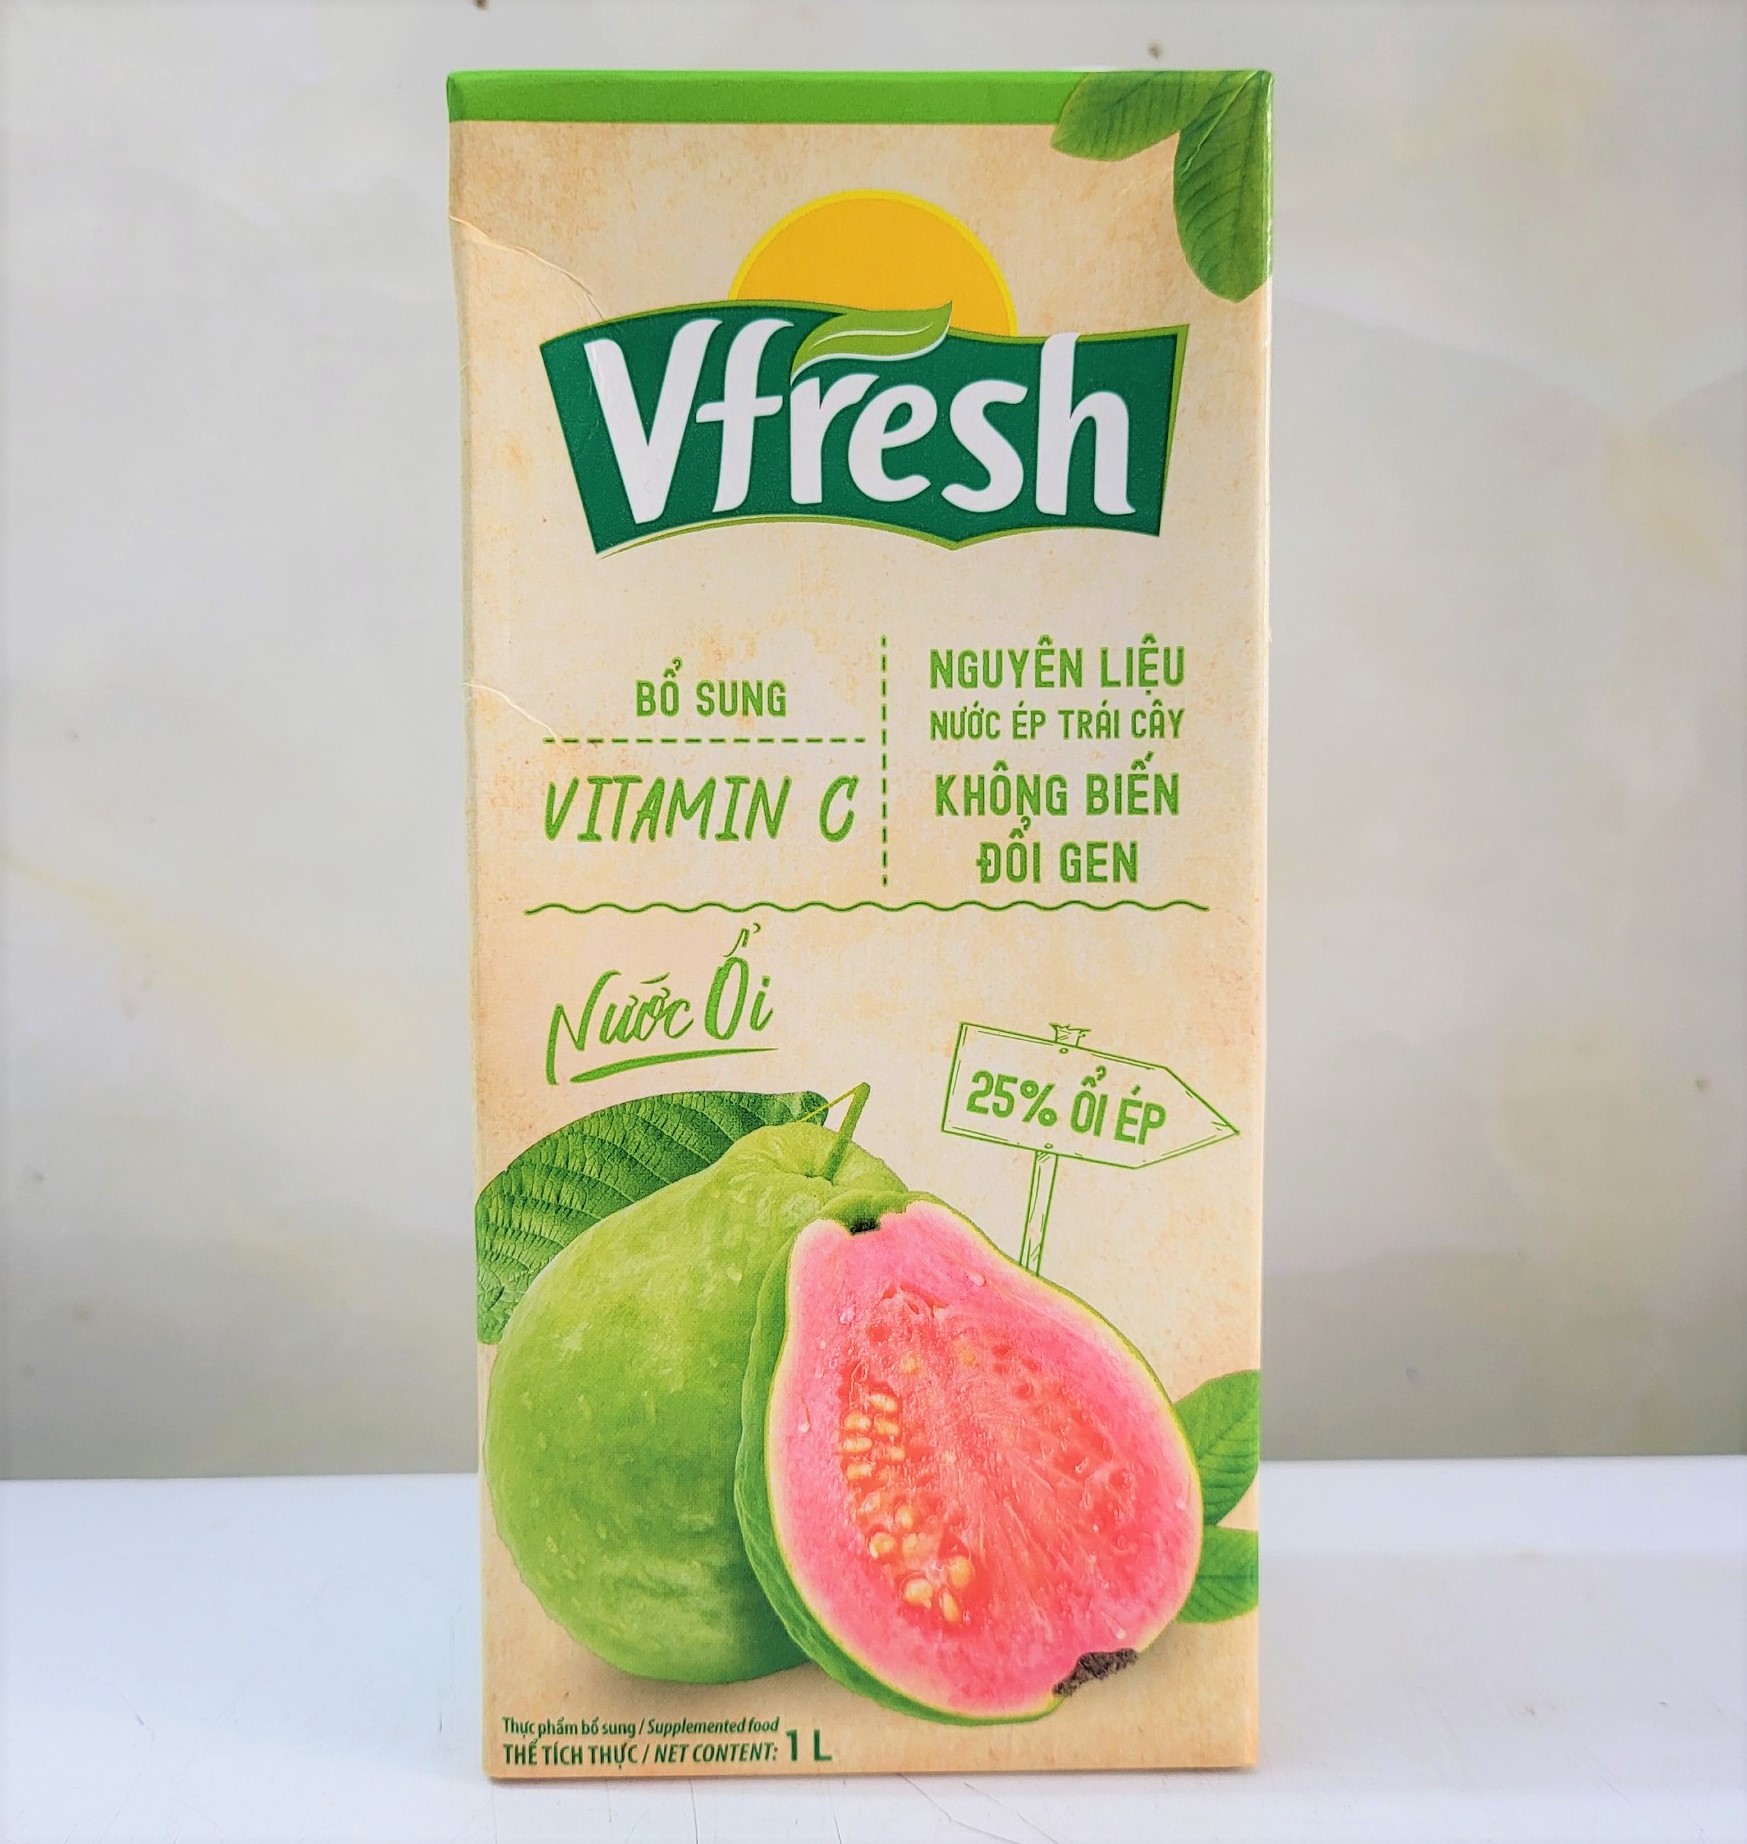 Vfresh
BỔ SUNG
VITAMIN C
NGUYÊN LIỆU
NƯỚC ÉP TRÁI CÂY
KHÔNG BIẾN
ĐỔI GEN
Nước Ổi
25% ỔI ÉP
Thực phẩm bổ sung / Supplemented food
THỂ TÍCH THỰC / NET CONTENT: 1 L